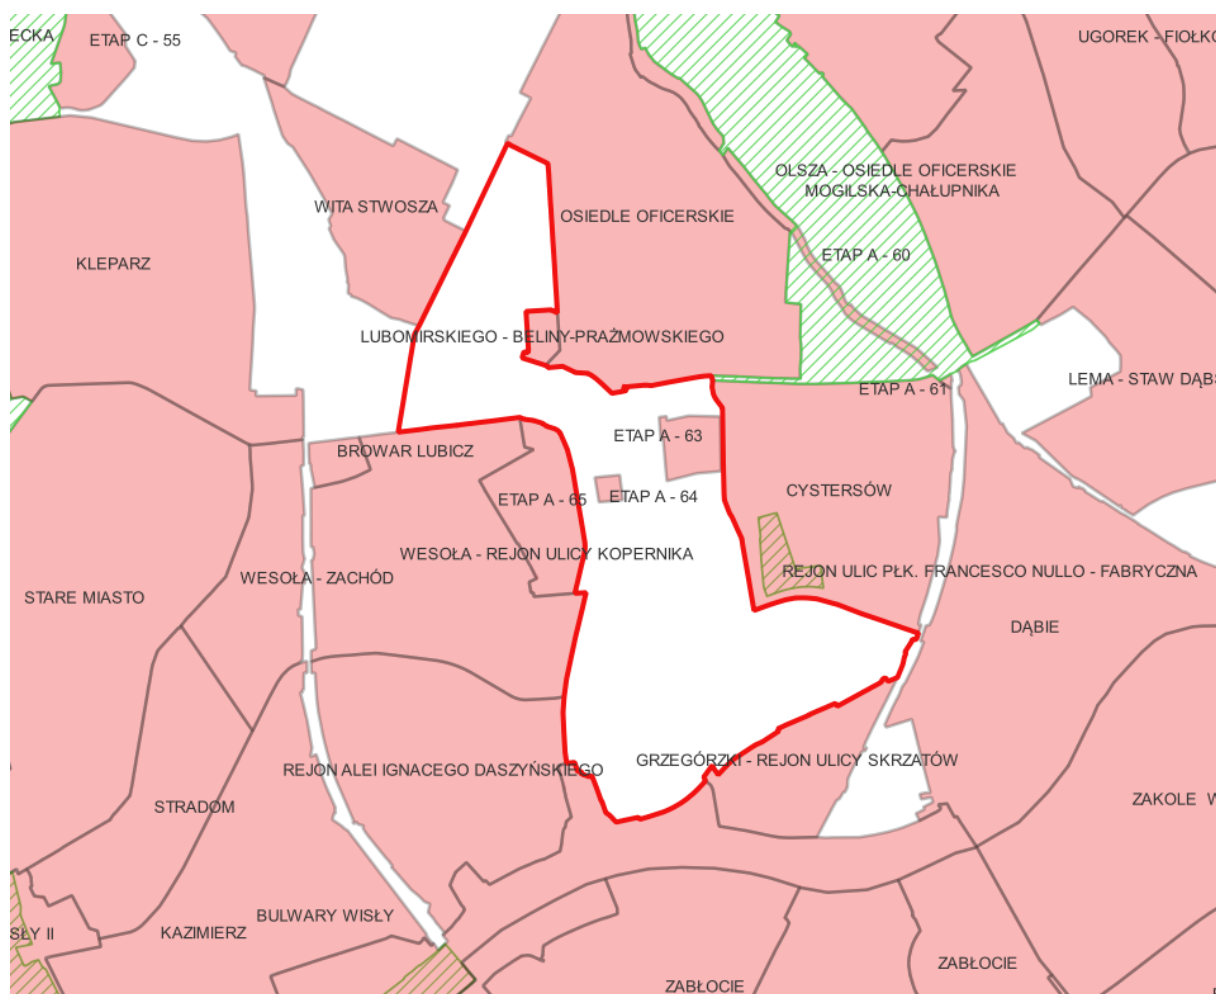 ECKA
ETAP C - 55
UGOREK - FIOŁKO
OLSZA - OSIEDLE OFICERSKIE
MOGILSKA-CHAŁUPNIKA
WITA STWOSZA
OSIEDLE OFICERSKIE
ETAP A - 60
KLEPARZ
LUBOMIRSKIEGO - BELINY-PRAŻMOWSKIEGO
LEMA - STAW DĄBS
ETAP A - 61
ETAP A - 63
BROWAR LUBICZ
CYSTERSÓW
ETAP A - 65
ETAP A - 64
WESOŁA - REJON ULICY KOPERNIKA
REJON ULIC PŁK. FRANCESCO NULLO - FABRYCZNA
WESOŁA - ZACHÓD
STARE MIASTO
DĄBIE
GRZEGÓRZKI - REJON ULICY SKRZATÓW
REJON ALEI IGNACEGO DASZYŃSKIEGO
ZAKOLE W
STRADOM
BULWARY WISŁY
SŁY II
KAZIMIERZ
ZABŁOCIE
ZABŁOCIE